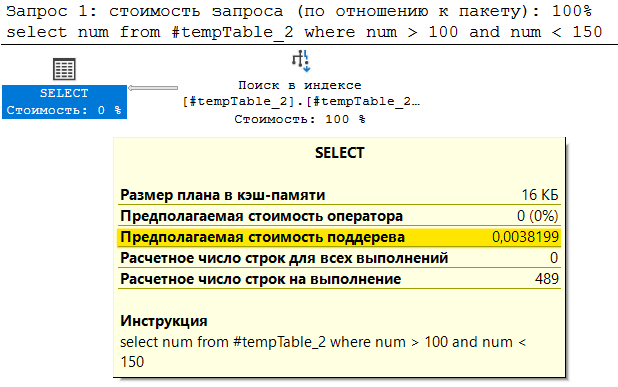 Запрос 1: стоимость запроса (по отношению к пакету): 100%
select num from #tempTable_2 where num > 100 and num < 150
SELECT
Стоимость: 0 %
Поиск в индексе
[#tempTable_2].[#tempTable_2…
Стоимость: 100 %
SELECT
Размер плана в кэш-памяти 16 КБ
Предполагаемая стоимость оператора 0 (0%)
Предполагаемая стоимость поддерева 0,0038199
Расчетное число строк для всех выполнений 0
Расчетное число строк на выполнение 489
Инструкция
select num from #tempTable_2 where num > 100 and num <
150